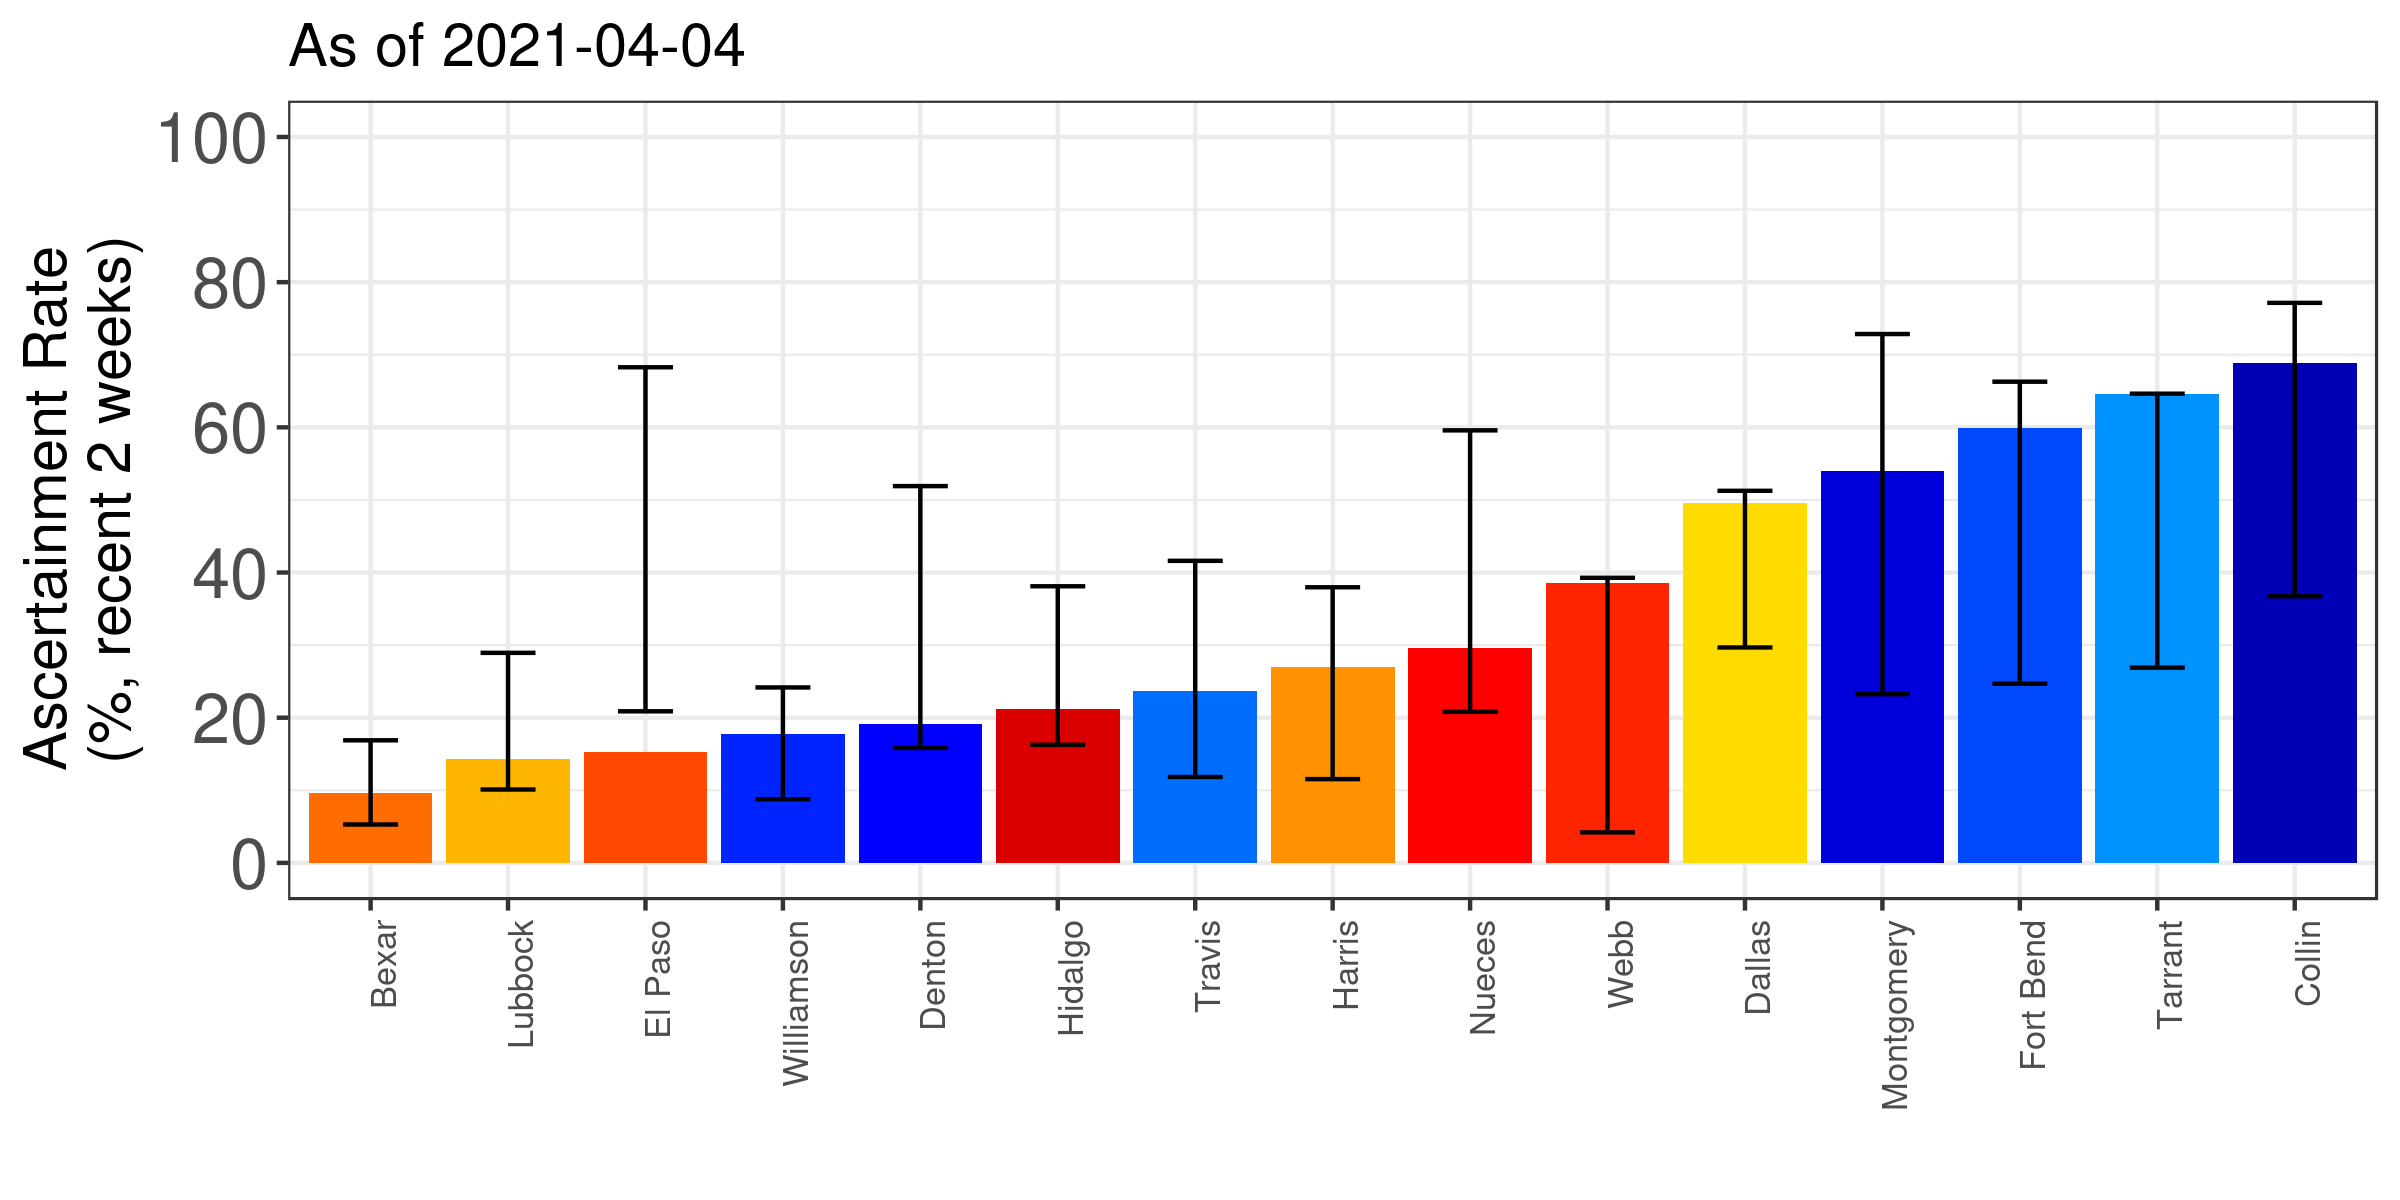 As of 2021-04-04
Ascertainment Rate
(%, recent 2 weeks)
100
80
60
40
20
0
Bexar
Lubbock
El Paso
Williamson
Denton
Hidalgo
Travis
Harris
Nueces
Webb
Dallas
Montgomery
Fort Bend
Tarrant
Collin